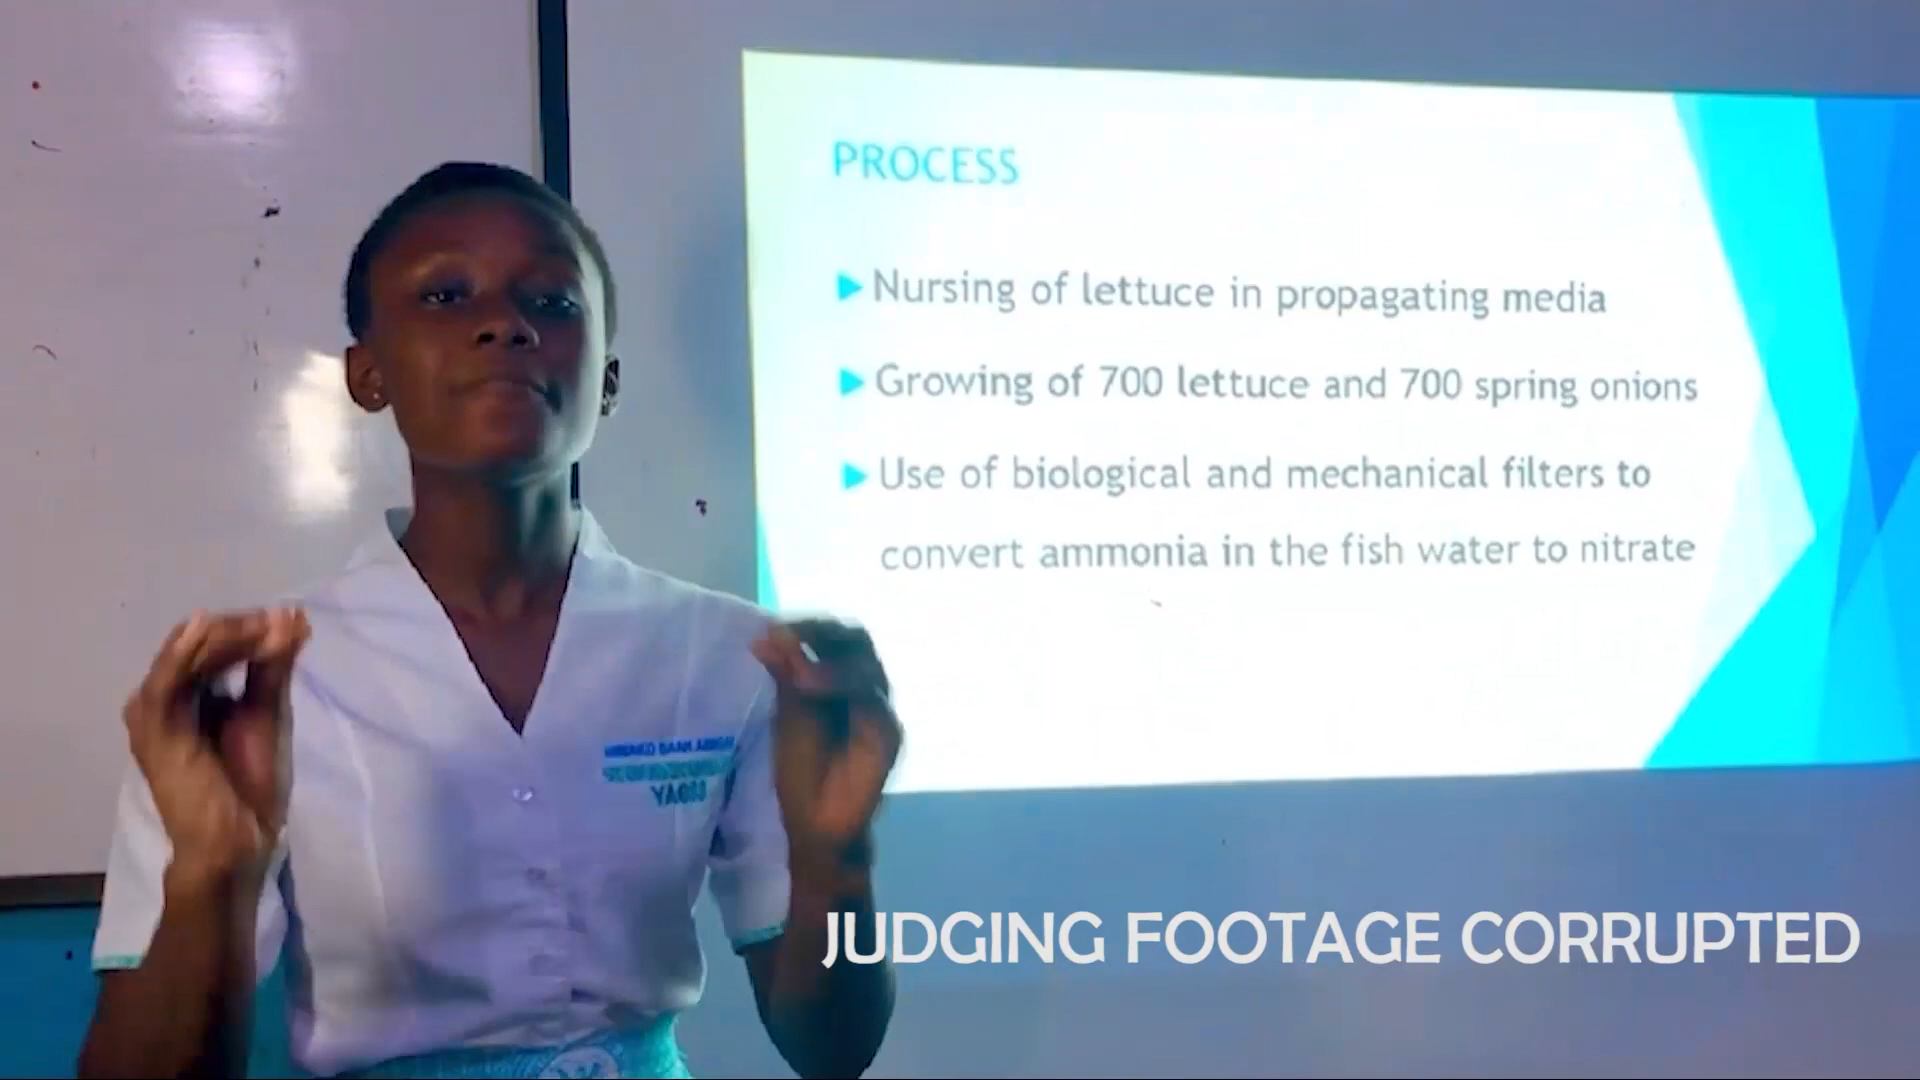 PROCESS
Nursing of lettuce in propagating media
Growing of 700 lettuce and 700 spring onions
Use of biological and mechanical filters to
convert ammonia in the fish water to nitrate
JUDGING FOOTAGE CORRUPTED